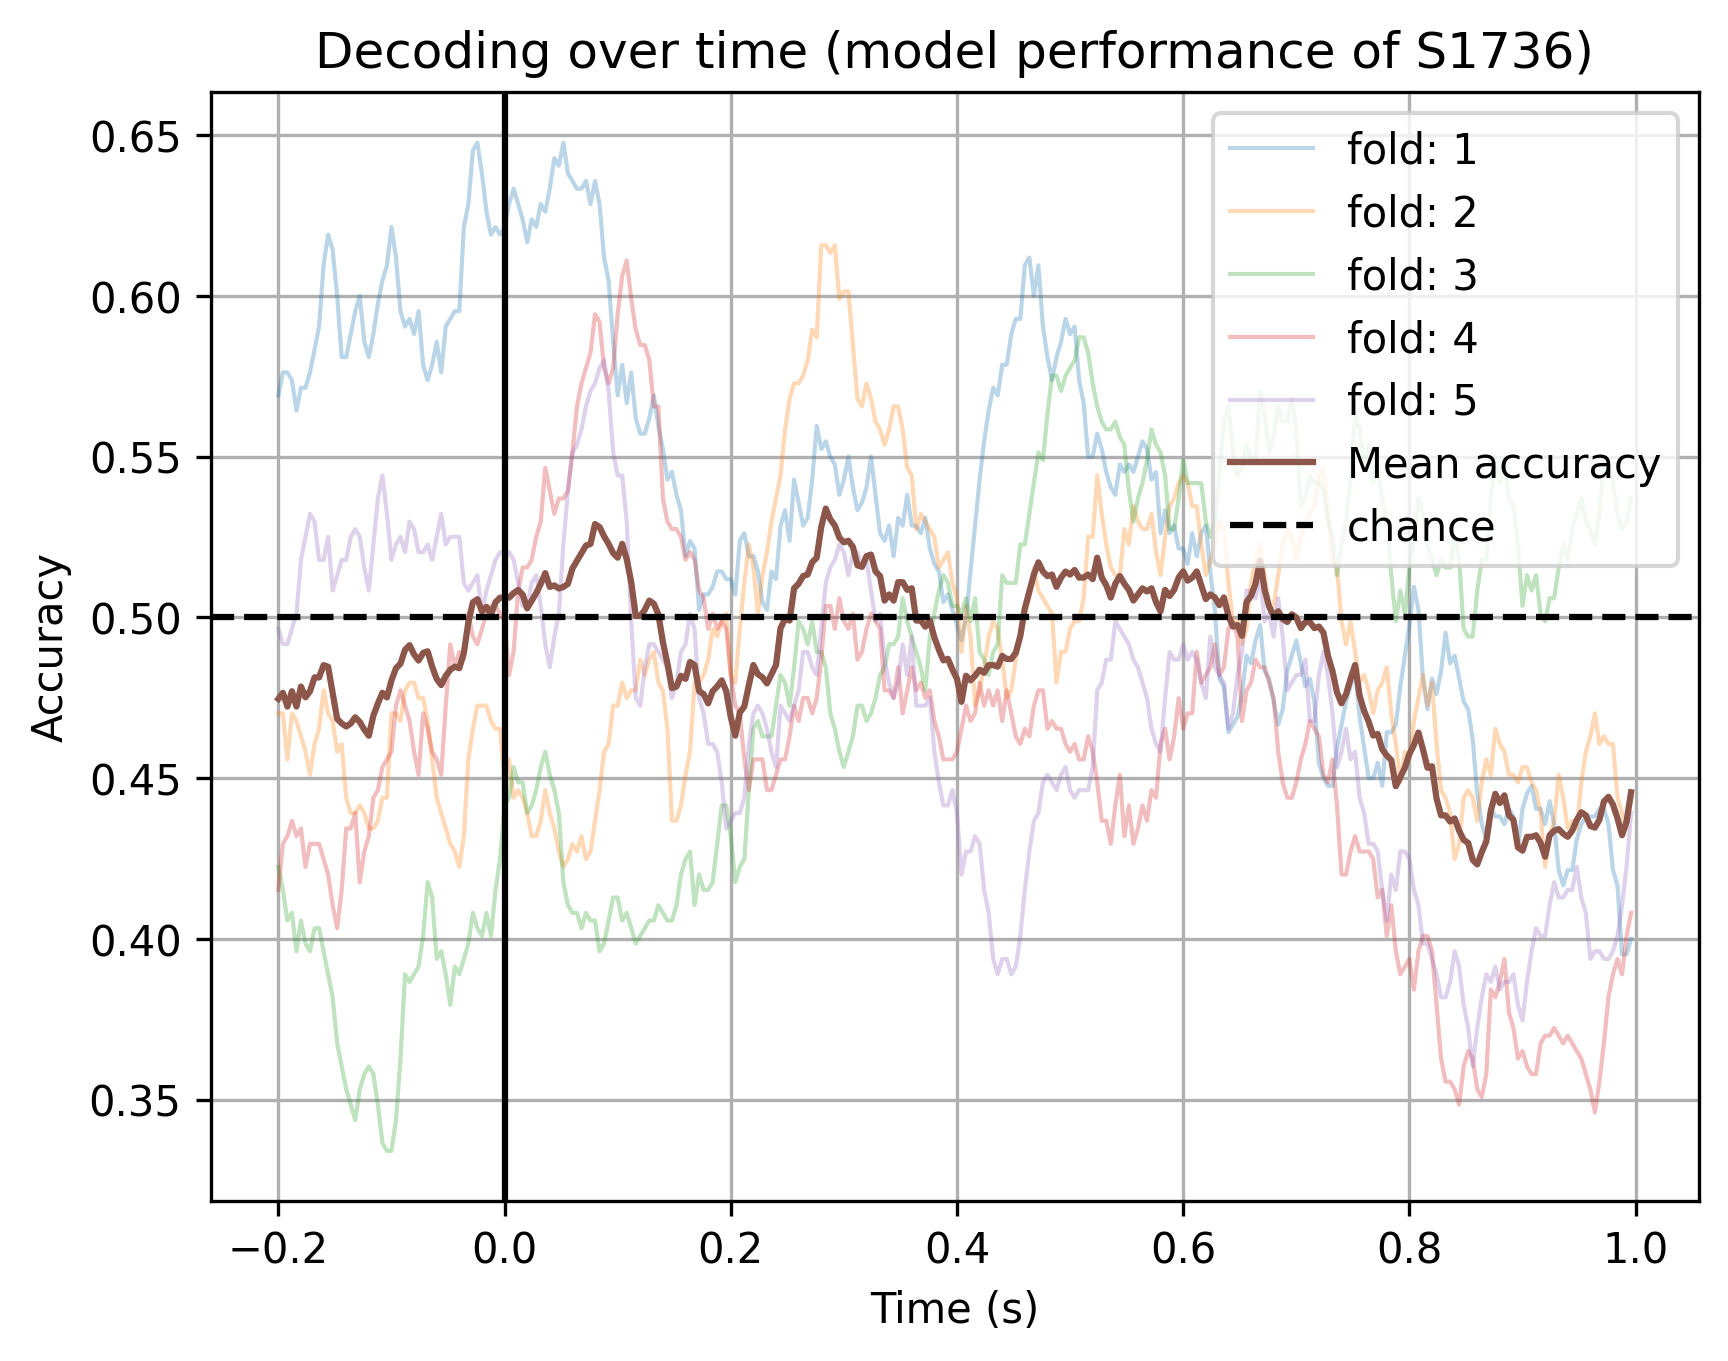 Decoding over time (model performance of S1736)
Accuracy
0.65
0.60
0.55
0.50
0.45
0.40
0.35
fold: 1
fold: 2
fold: 3
fold: 4
fold: 5
Mean accuracy
chance
−0.2 0.0 0.2 0.4 0.6 0.8 1.0
Time (s)